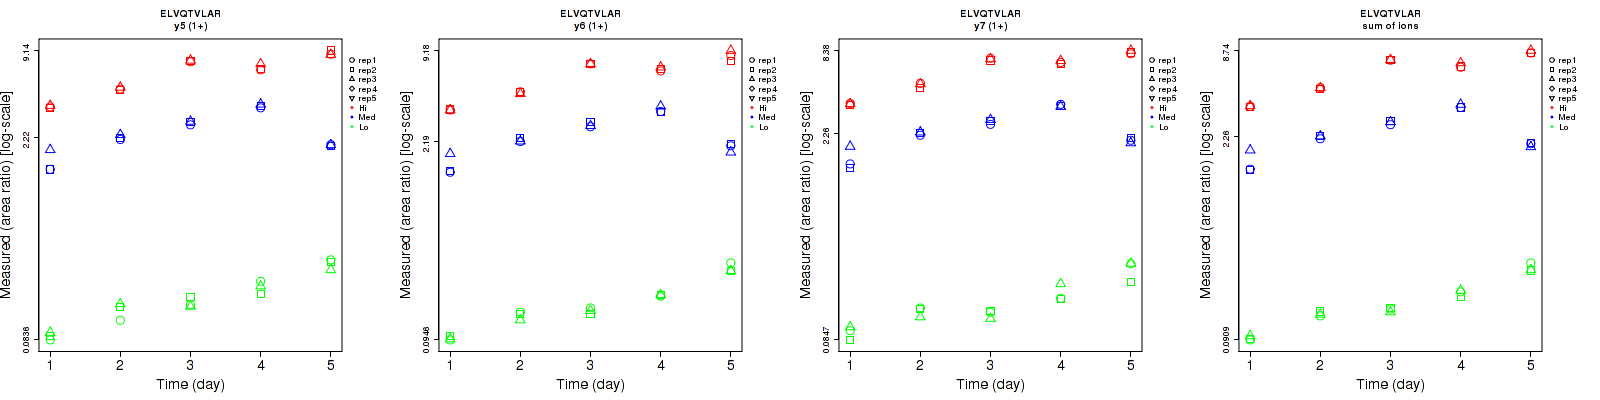 ELVQTVLAR
y5 (1+)
Measured (area ratio) [log-scale]
9.14
2.22
0.0836
1 2 3 4 5
Time (day)
rep1
rep2
rep3
rep4
rep5
Hi
Med
Lo
ELVQTVLAR
y6 (1+)
Measured (area ratio) [log-scale]
9.18
2.19
0.0946
1 2 3 4 5
Time (day)
rep1
rep2
rep3
rep4
rep5
Hi
Med
Lo
ELVQTVLAR
y7 (1+)
Measured (area ratio) [log-scale]
8.38
2.26
0.0847
1 2 3 4 5
Time (day)
rep1
rep2
rep3
rep4
rep5
Hi
Med
Lo
ELVQTVLAR
sum of ions
Measured (area ratio) [log-scale]
8.74
2.26
0.0909
1 2 3 4 5
Time (day)
rep1
rep2
rep3
rep4
rep5
Hi
Med
Lo